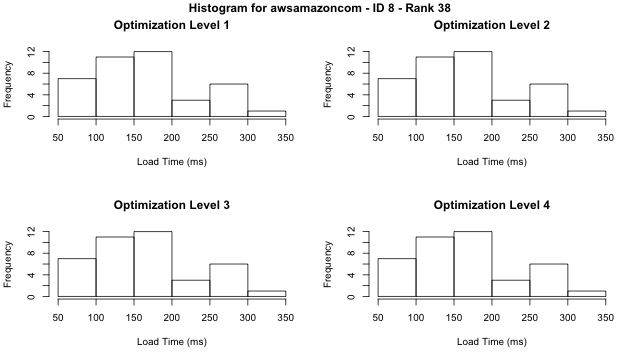 Histogram for awsamazoncom - ID 8 - Rank 38
Optimization Level 1
Frequency
0 4 8 12
50 100 150 200 250 300 350
Load Time (ms)
Optimization Level 2
Frequency
0 4 8 12
50 100 150 200 250 300 350
Load Time (ms)
Optimization Level 3
Frequency
0 4 8 12
50 100 150 200 250 300 350
Load Time (ms)
Optimization Level 4
Frequency
0 4 8 12
50 100 150 200 250 300 350
Load Time (ms)